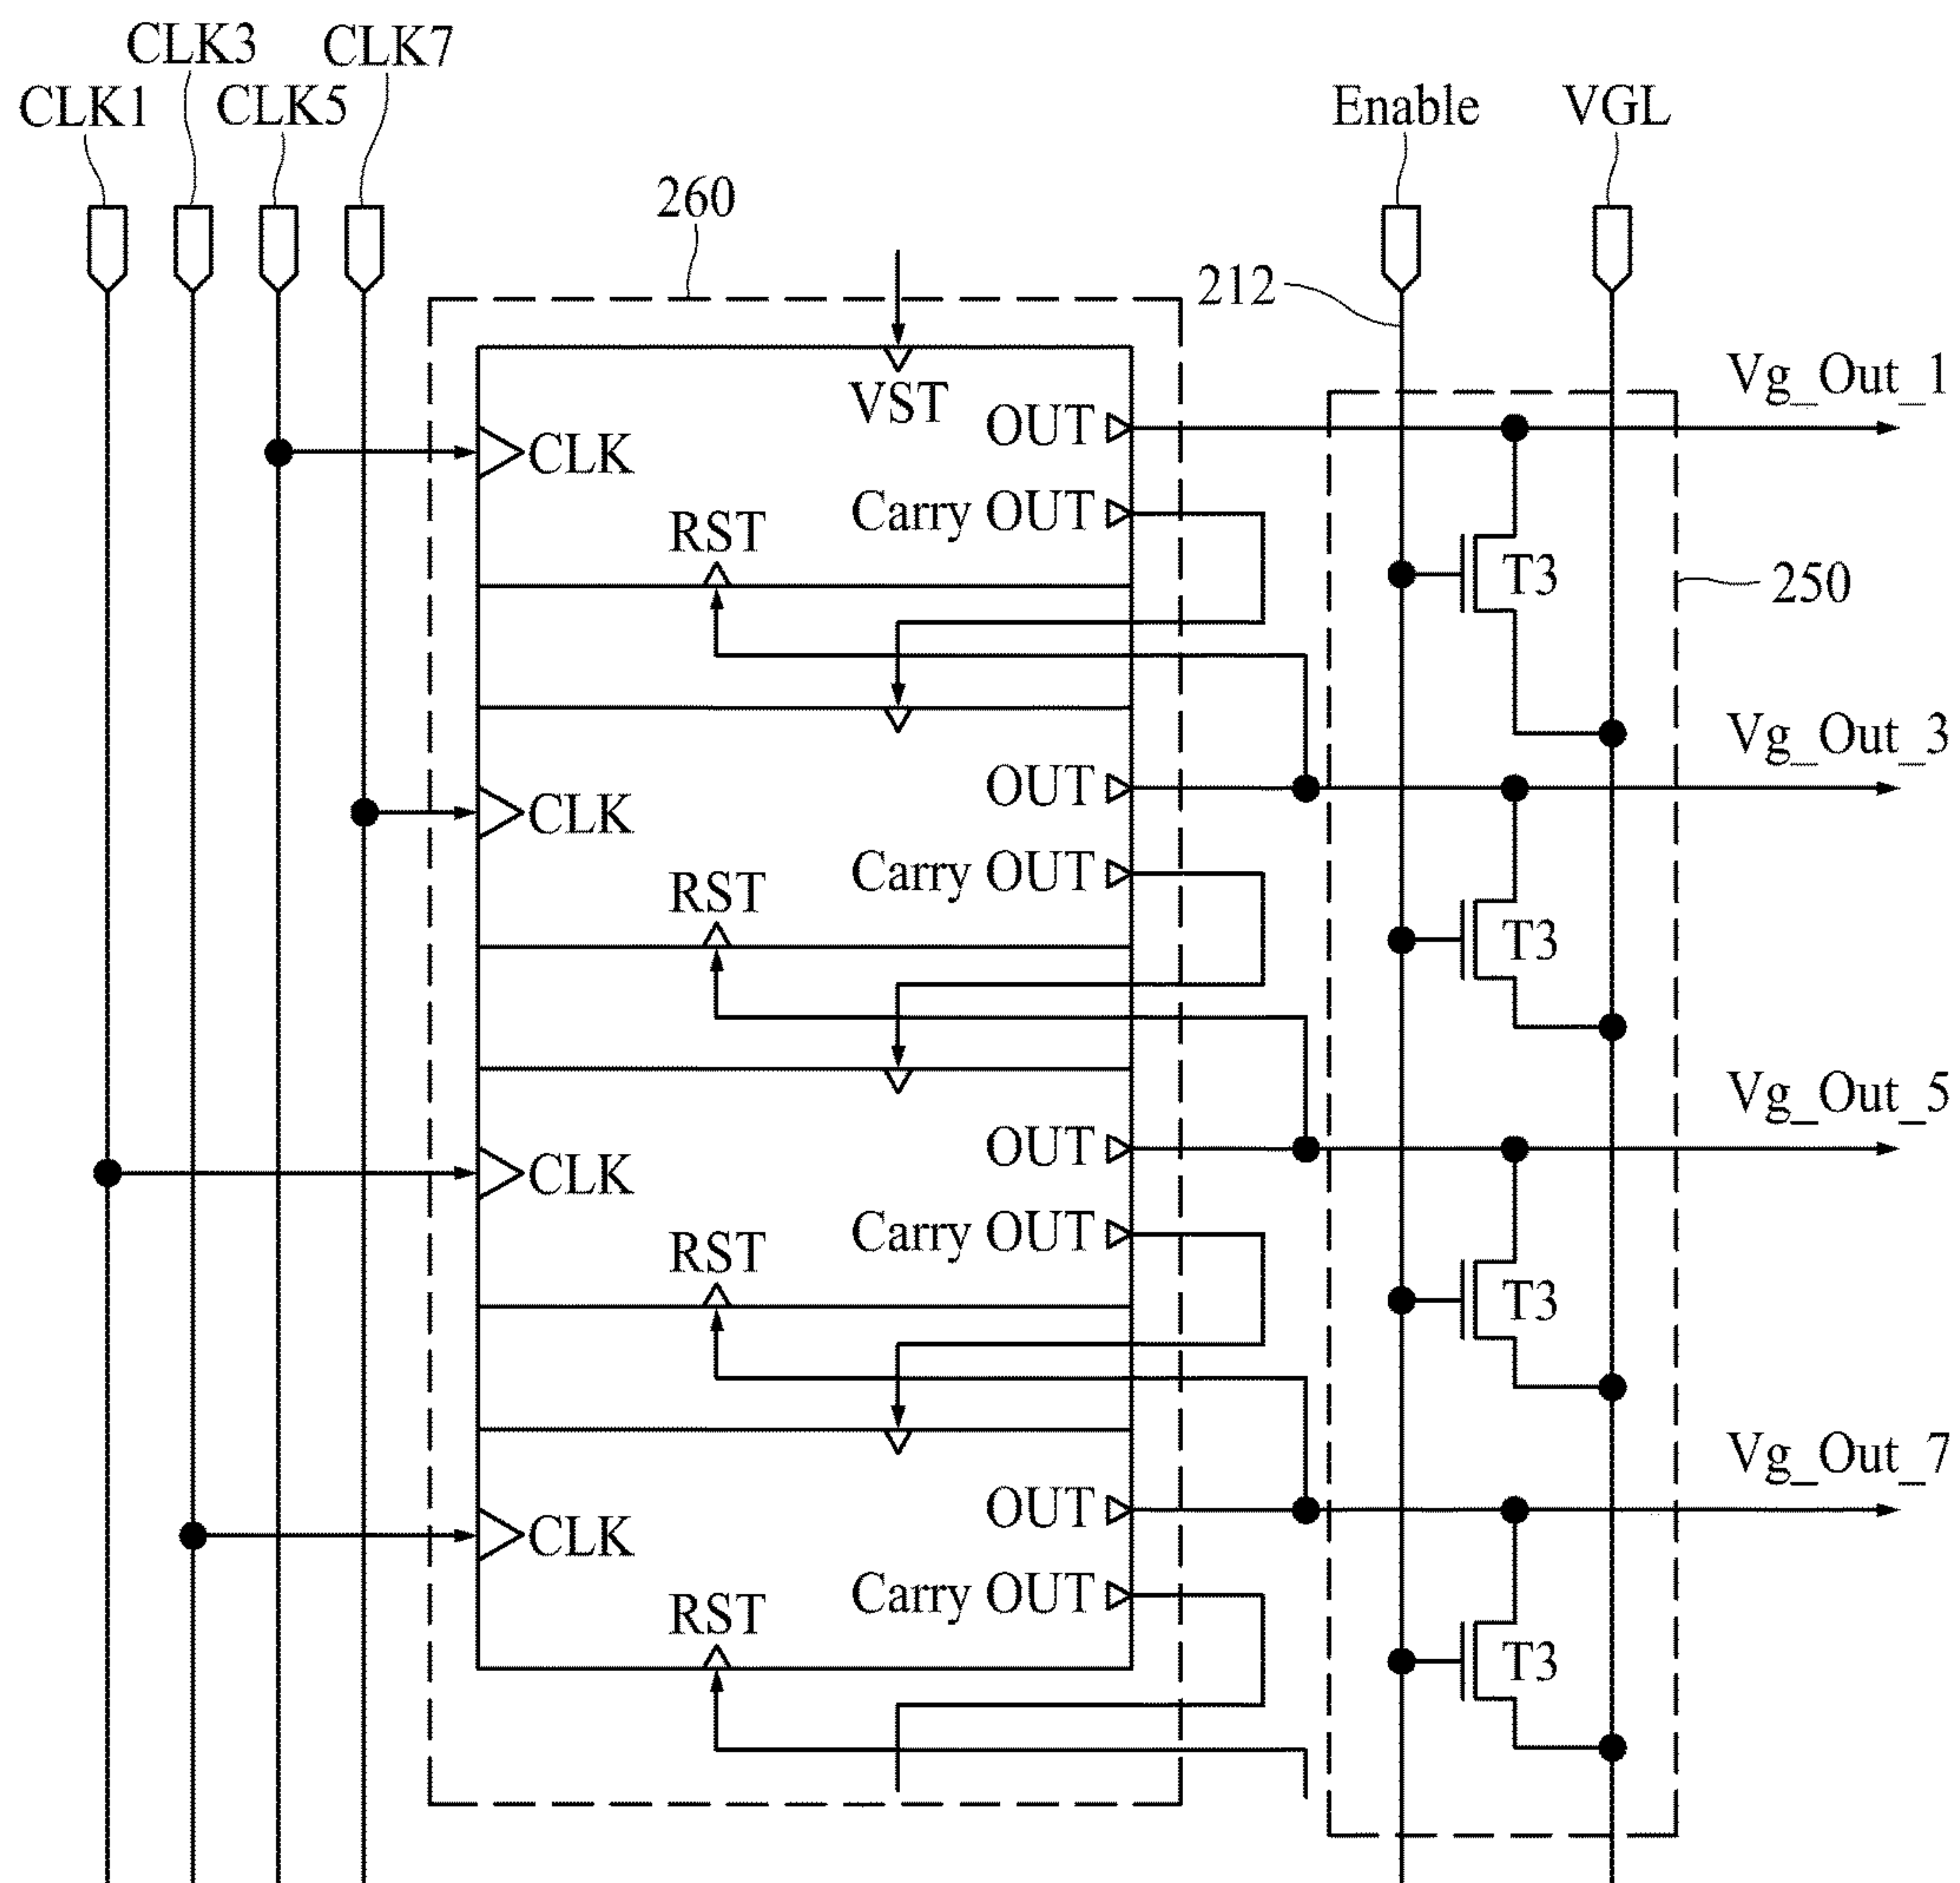 CLK3 CLK7
CLK1 CLK5 Enable VGL
260
212
Vg_Out_1
VST
OUT
CLK
Carry OUT
RST
T3
250
Vg_Out_3
OUT
CLK
Carry OUT
RST
T3
Vg_Out_5
OUT
CLK
Carry OUT
RST
T3
Vg_Out_7
OUT
CLK
Carry OUT
RST
T3